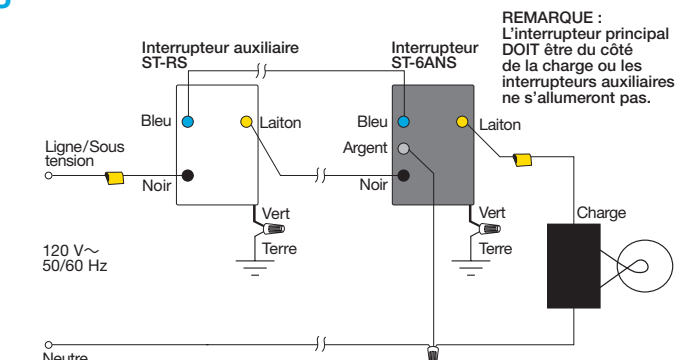 REMARQUE :
L'interrupteur principal
DOIT être du côté
de la charge ou les
interrupteurs auxiliaires
ne s'allumeront pas.
Interrupteur auxiliaire
ST-RS
Interrupteur
ST-6ANS
Bleu
Laiton
Bleu
Laiton
Argent
Ligne/Sous
tension
Noir
Noir
Vert
Terre
Vert
Terre
Charge
120 V~
50/60 Hz
Neutre